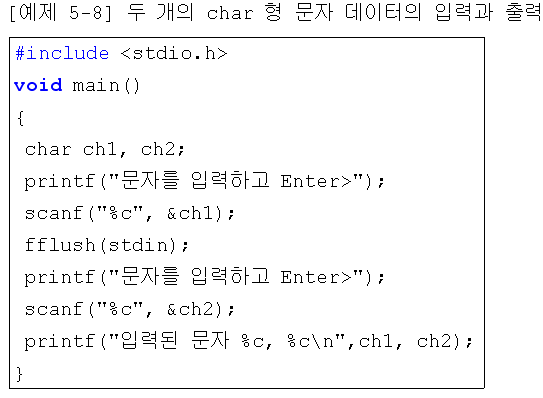 [예제 5-8] 두 개의 char 형 문자 데이터의 입력과 출력
#include <stdio.h>
void main()
{
char ch1, ch2;
printf("문자를 입력하고 Enter>");
scanf("%c", &ch1);
fflush(stdin);
printf("문자를 입력하고 Enter>");
scanf("%c", &ch2);
printf("입력된 문자 %c, %c\n",ch1, ch2);
}